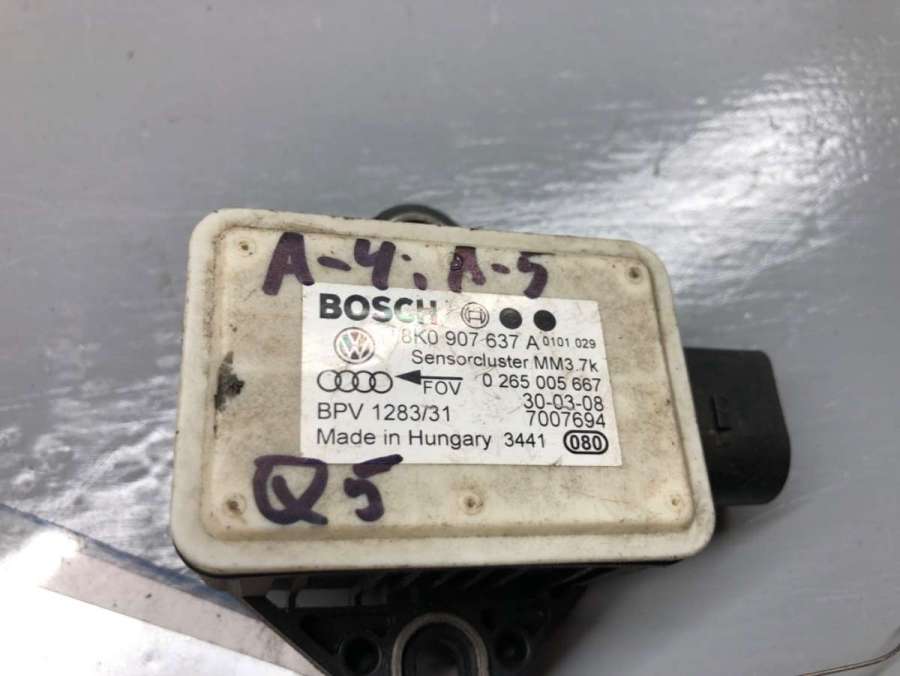 A-4; A-5
BOSCH
8K0 907 637 A 0101 029
Sensorcluster MM3.7k
FOV 0 265 005 667
30-03-08
BPV 1283/31 7007694
Made in Hungary 3441 080
Q5